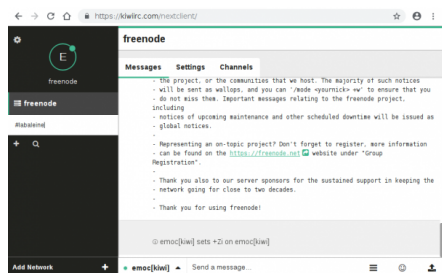 https://kiwiirc.com/nextclient/
freenode
E
freenode
Messages Settings Channels
freenode
#labaleine
- the project, or the communities that we host. The majority of such notices
- will be sent as wallops, and you can '/mode <yournick> +w' to ensure that you
- do not miss them. Important messages relating to the freenode project,
including
- notices of upcoming maintenance and other scheduled downtime will be issued as
- global notices.
-
- Representing an on-topic project? Don't forget to register, more information
- can be found on the https://freenode.net website under "Group
Registration".
-
- Thank you also to our server sponsors for the sustained support in keeping the
- network going for close to two decades.
-
- Thank you for using freenode!
emoc[kiwi] sets +Zi on emoc[kiwi]
Add Network +
emoc[kiwi] Send a message...